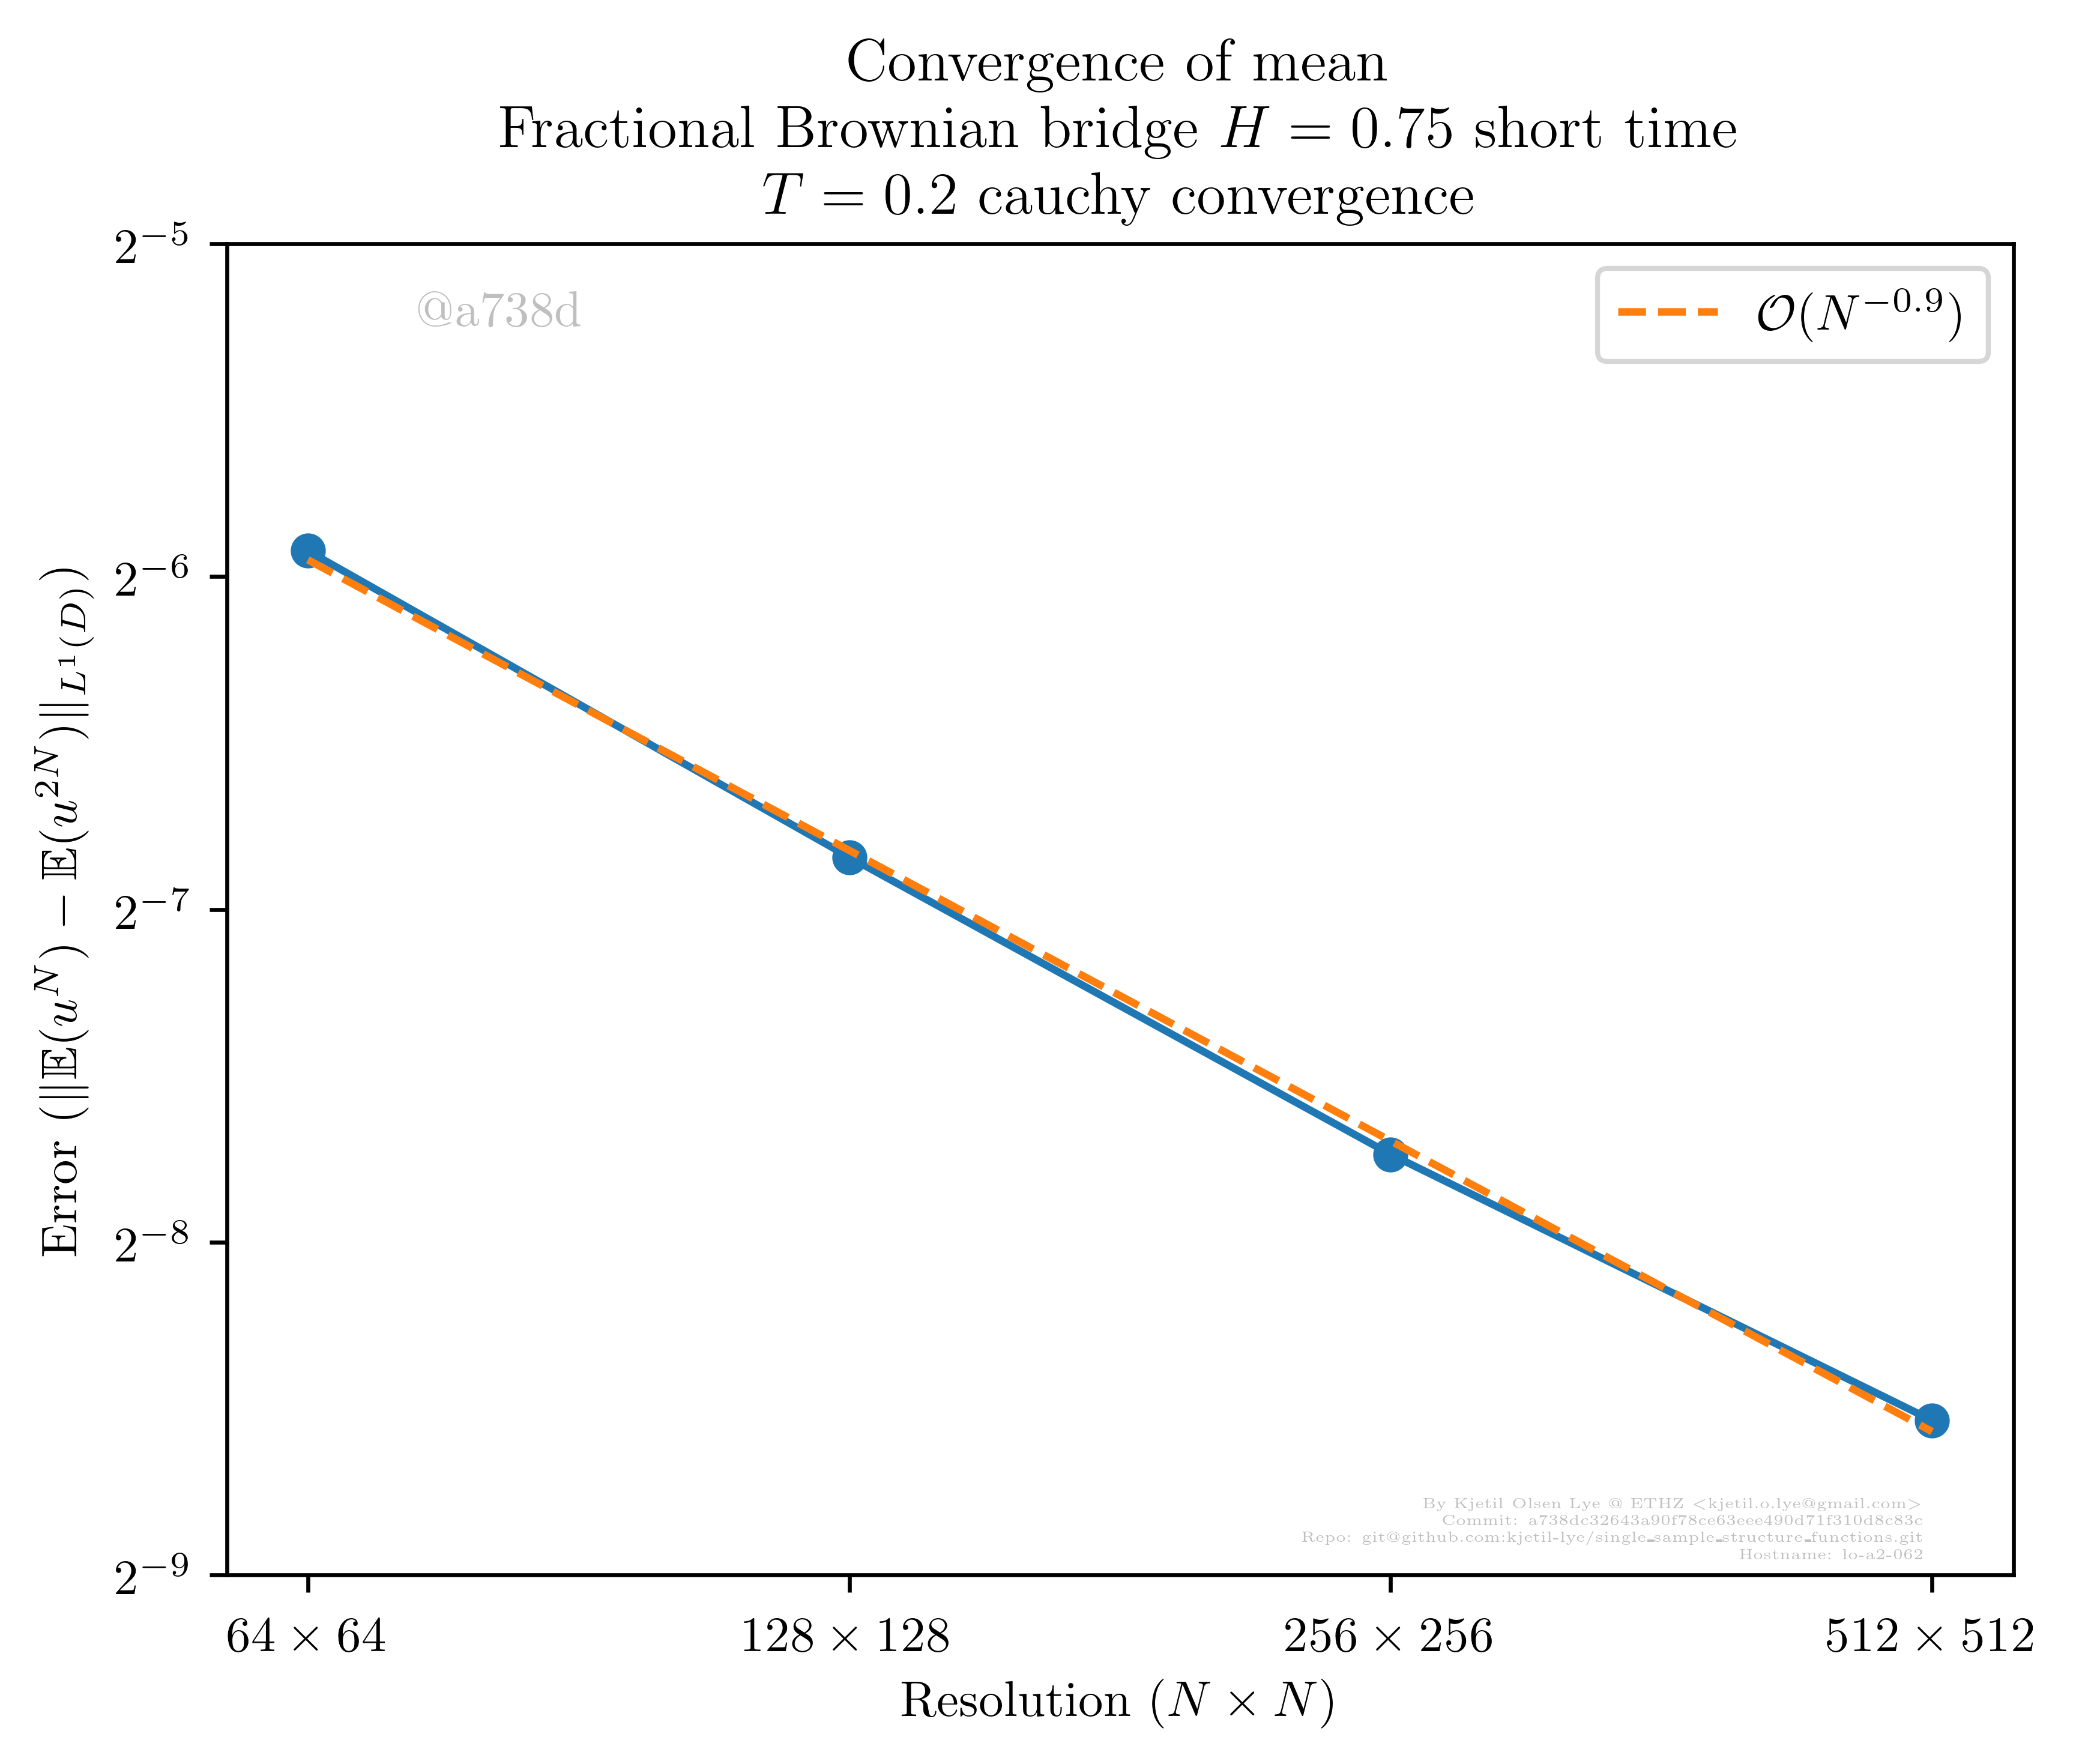 Convergence of mean
Fractional Brownian bridge H = 0.75 short time
T = 0.2 cauchy convergence
@a738d
O(N^{-0.9})
2^{-5}
2^{-6}
2^{-7}
2^{-8}
2^{-9}
Error (||𝔼(u^N) − 𝔼(u^{2N})||_{L^1(D)})
By Kjetil Olsen Lye @ ETHZ <kjetil.o.lye@gmail.com>
Commit: a738dc32643a90f78ce63eee490d71f310d8c83c
Repo: git@github.com:kjetil-lye/single_sample_structure_functions.git
Hostname: lo-a2-062
64 × 64 128 × 128 256 × 256 512 × 512
Resolution (N × N)